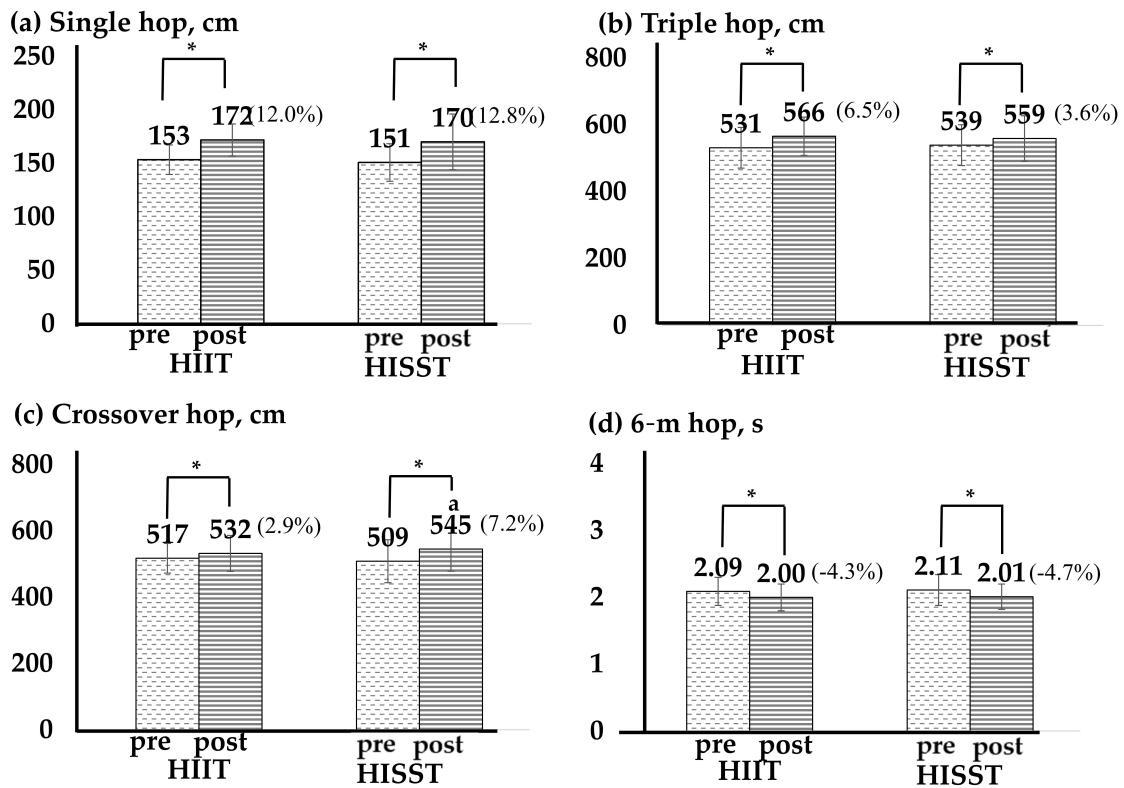 (a) Single hop, cm
250
200
150
100
50
0
*
*
153
172
(12.0%)
151
170
(12.8%)
pre
post
pre
post
HIIT
HISST
(b) Triple hop, cm
800
600
400
200
0
*
*
531
566
(6.5%)
539
559
(3.6%)
pre
post
pre
post
HIIT
HISST
(c) Crossover hop, cm
800
600
400
200
0
*
*
517
532
(2.9%)
509
a
545
(7.2%)
pre
post
pre
post
HIIT
HISST
(d) 6-m hop, s
4
3
2
1
0
*
*
2.09
2.00
(-4.3%)
2.11
2.01
(-4.7%)
pre
post
pre
post
HIIT
HISST